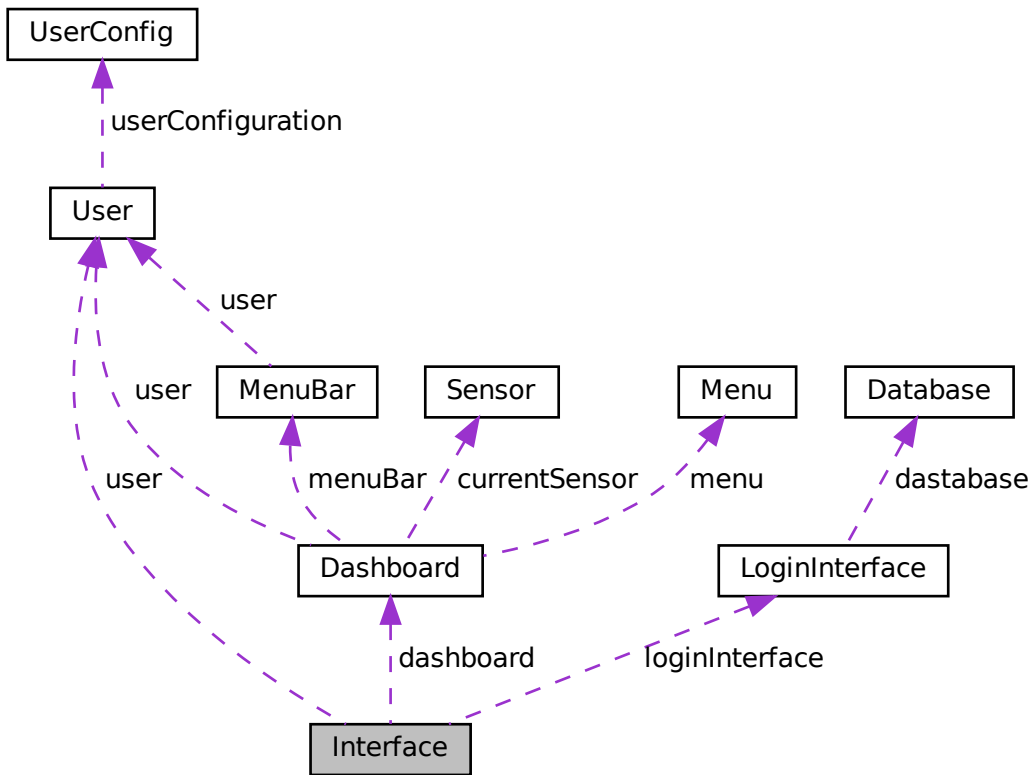 UserConfig
userConfiguration
User
user
user
MenuBar
Sensor
Menu
Database
user
menuBar
currentSensor
menu
dastabase
Dashboard
LoginInterface
dashboard
loginInterface
Interface